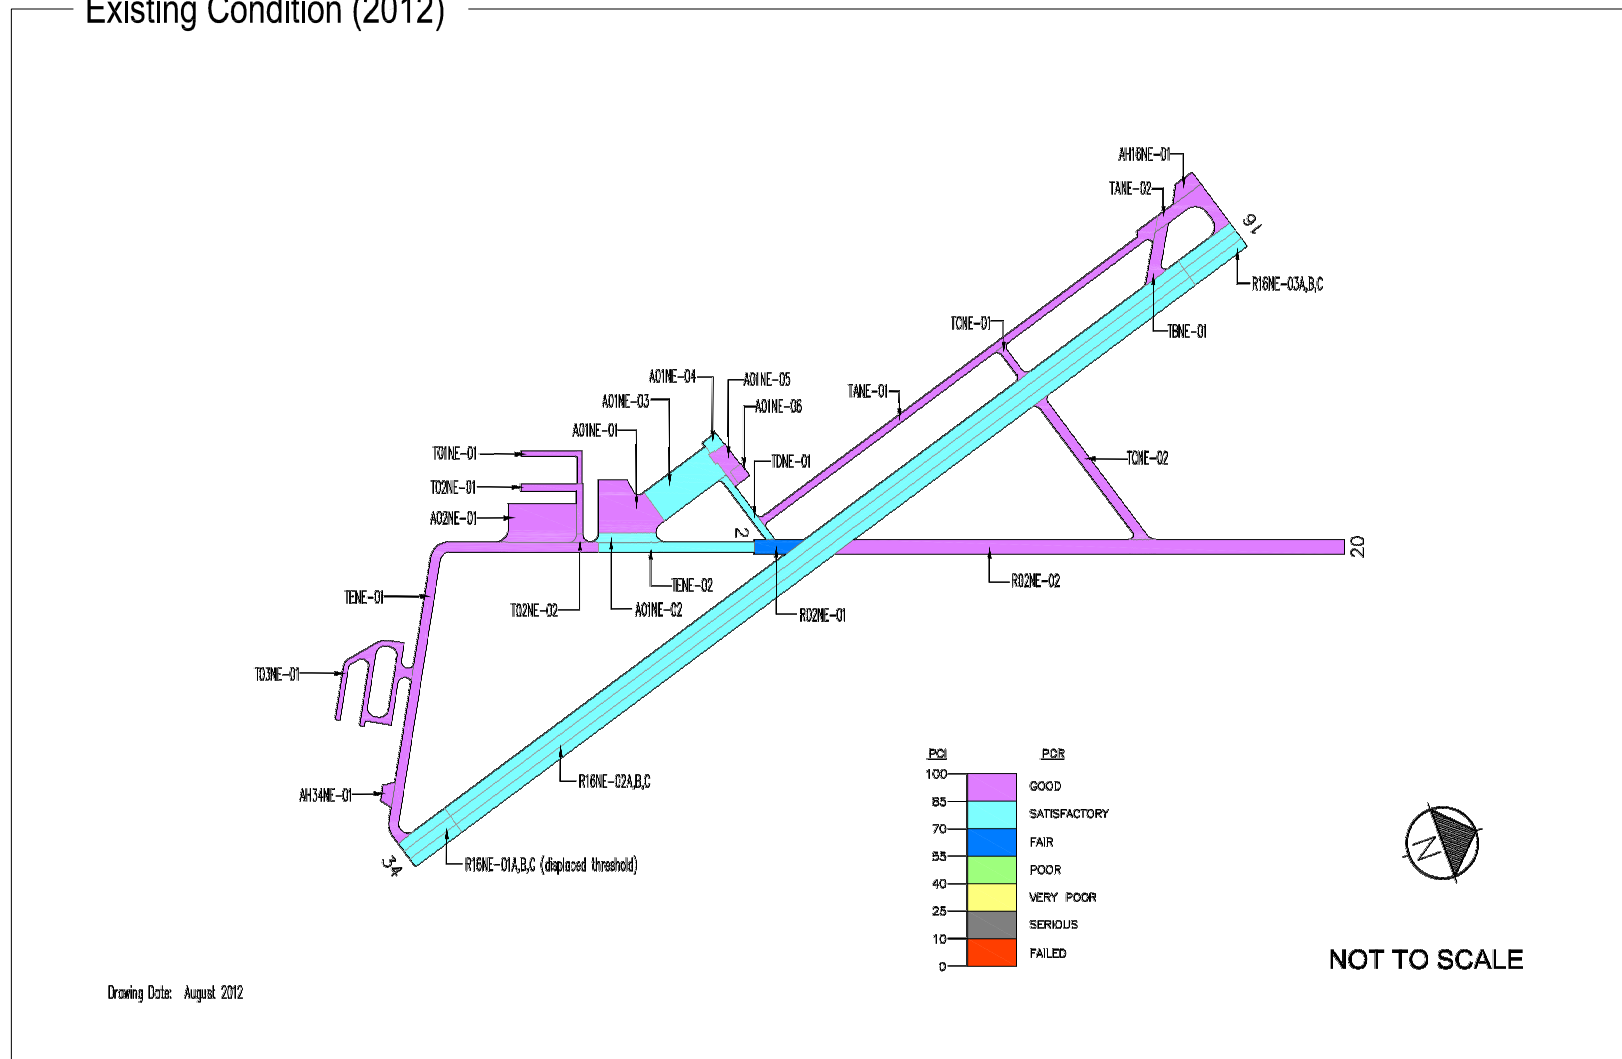 Existing Condition (2012)
AH16NE-01
TANE-02
16
R16NE-03A,B,C
TBNE-01
TCNE-01
A01NE-04
A01NE-05
TANE-01
A01NE-03
A01NE-06
A01NE-01
T01NE-01
TDNE-01
TCNE-02
T02NE-01
A02NE-01
2
20
R02NE-02
TENE-02
TENE-01
T02NE-02
A01NE-02
R02NE-01
T03NE-01
R16NE-02A,B,C
AH34NE-01
34
R16NE-01A,B,C (displaced threshold)
PCI PCR
100
GOOD
85
SATISFACTORY
70
FAIR
55
POOR
40
VERY POOR
25
SERIOUS
10
FAILED
0
N
NOT TO SCALE
Drawing Date: August 2012